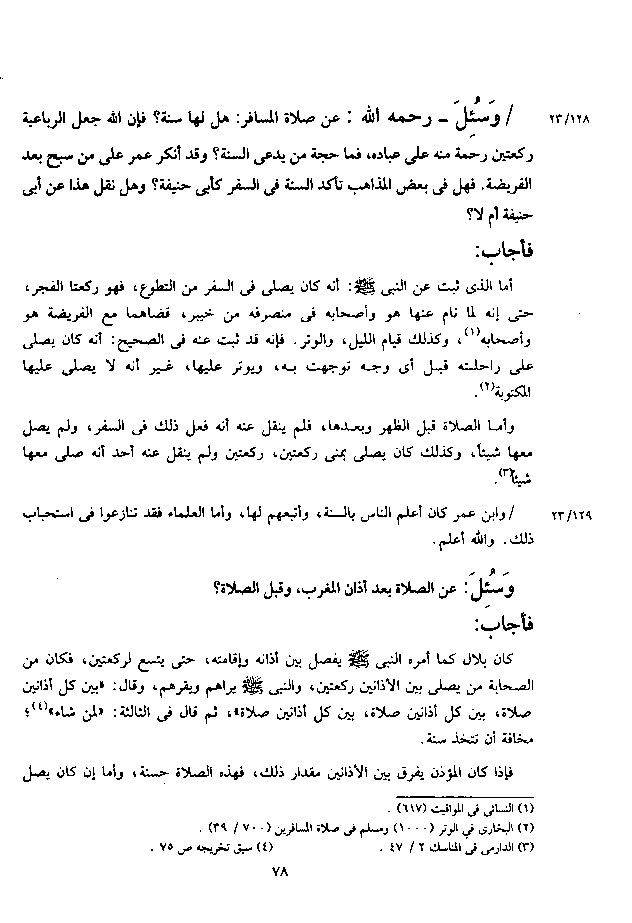 ٢٣/١٢٨ / وَسُئِلَ ــ رحمه الله : عن صلاة المسافر: هل لها سنة؟ فإن الله جعل الرباعية
ركعتين رحمة منه على عباده، فما حجة من يدعى السنة؟ وقد أنكر عمر على من سبح بعد
الفريضة. فهل فى بعض المذاهب تأكد السنة فى السفر كأبى حنيفة؟ وهل نقل هذا عن أبى
حنيفة أم لا؟
فأجاب:
أما الذى ثبت عن النبى ﷺ: أنه كان يصلى فى السفر من التطوع، فهو ركعتا الفجر،
حتى إنه لما نام عنها هو وأصحابه فى منصرفه من خيبر، قضاهما مع الفريضة هو
وأصحابه(١)، وكذلك قيام الليل، والوتر. فإنه قد ثبت عنه فى الصحيح: أنه كان يصلى
على راحلته قبل أى وجه توجهت به، ويوتر عليها، غير أنه لا يصلى عليها
المكتوبة(٢).
وأما الصلاة قبل الظهر وبعدها، فلم ينقل عنه أنه فعل ذلك فى السفر، ولم يصل
معها شيئاً، وكذلك كان يصلى بمنى ركعتين، ركعتين ولم ينقل عنه أحد أنه صلى معها
شيئاً(٣).
٢٣/١٢٩ / وابن عمر كان أعلم الناس بالسنة، وأتبعهم لها، وأما العلماء فقد تنازعوا فى استحباب
ذلك. والله أعلم.
وَسُئِلَ: عن الصلاة بعد أذان المغرب، وقبل الصلاة؟
فأجاب:
كان بلال كما أمره النبى ﷺ يفصل بين أذانه وإقامته، حتى يتسع لركعتين، فكان من
الصحابة من يصلى بين الأذانين ركعتين، والنبى ﷺ يراهم ويقرهم، وقال: «بين كل أذانين
صلاة، بين كل أذانين صلاة، بين كل أذانين صلاة»، ثم قال فى الثالثة: «لمن شاء»(٤)؛
مخافة أن تتخذ سنة.
فإذا كان المؤذن يفرق بين الأذانين مقدار ذلك، فهذه الصلاة حسنة، وأما إن كان يصل
(١) النسائى فى المواقيت (٦١٧) .
(٢) البخارى في الوتر (١٠٠٠) ومسلم فى صلاة المسافرين (٧٠٠ / ٣٩) .
(٣) الدارمى فى المناسك ٢ / ٤٧ . (٤) سبق تخريجه ص ٧٥ .
٧٨